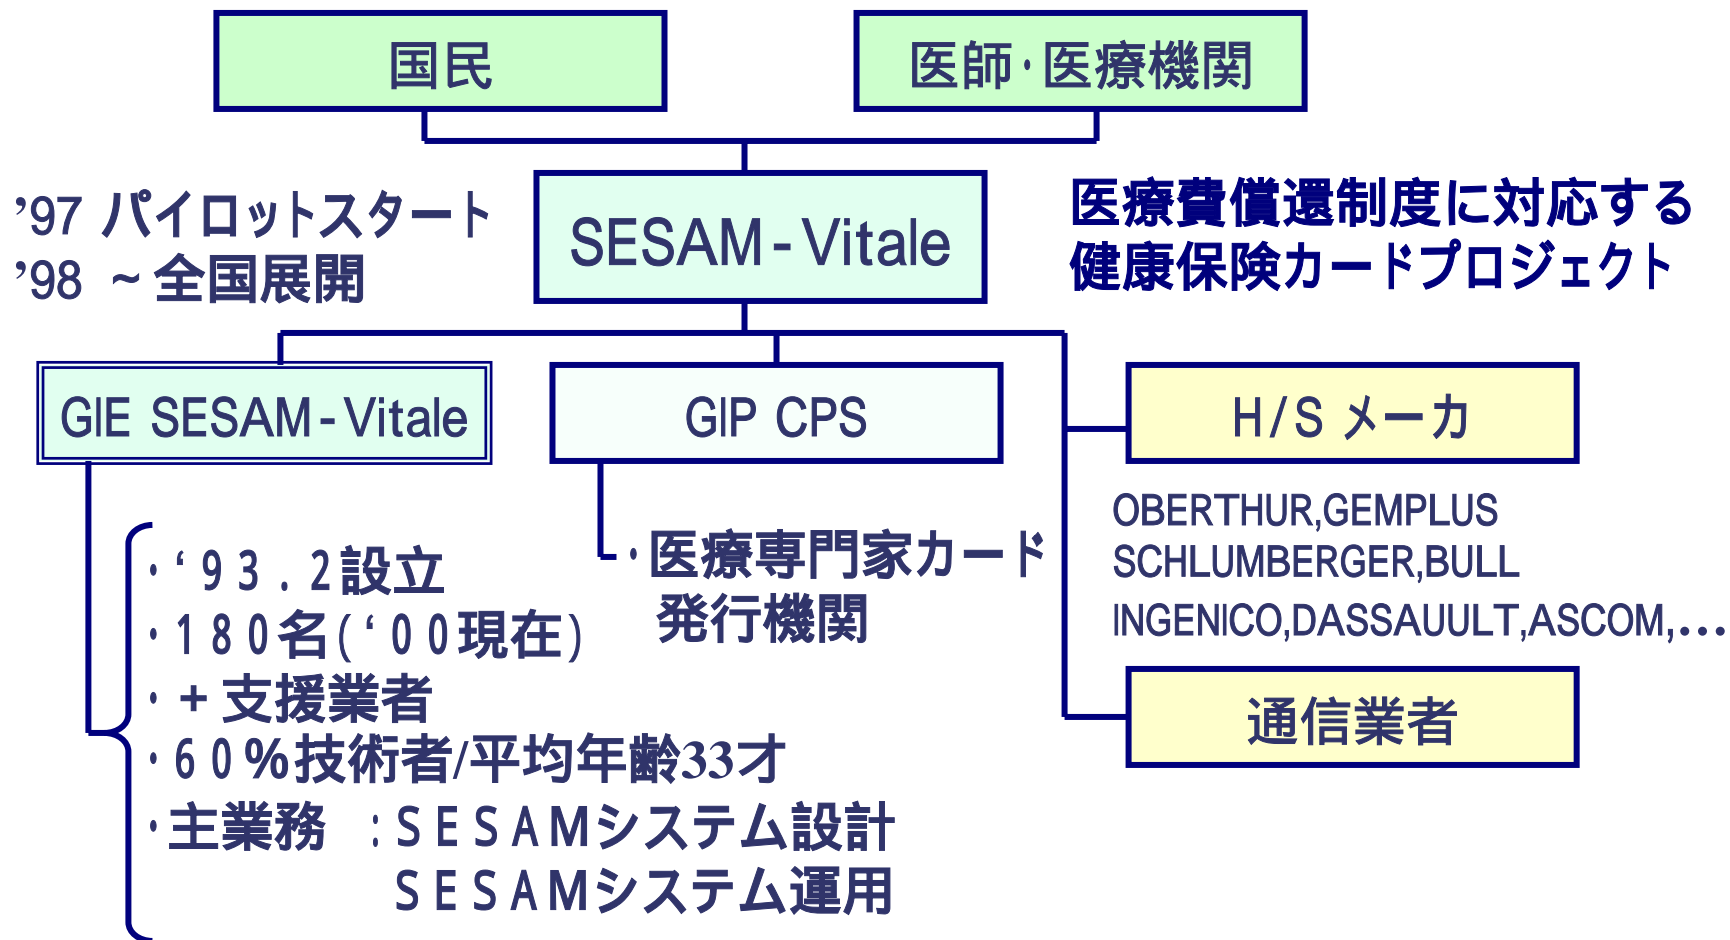 国民
医師・医療機関
’97 パイロットスタート
’98 ～全国展開
SESAM-Vitale
医療費償還制度に対応する
健康保険カードプロジェクト
GIE SESAM-Vitale
GIP CPS
H/S メーカ
・‘９３．２設立
・１８０名(‘００現在)
・+支援業者
・６０%技術者/平均年齢33才
・主業務 :ＳＥＳＡＭシステム設計
ＳＥＳＡＭシステム運用
・医療専門家カード
発行機関
OBERTHUR,GEMPLUS
SCHLUMBERGER,BULL
INGENICO,DASSAUULT,ASCOM,…
通信業者